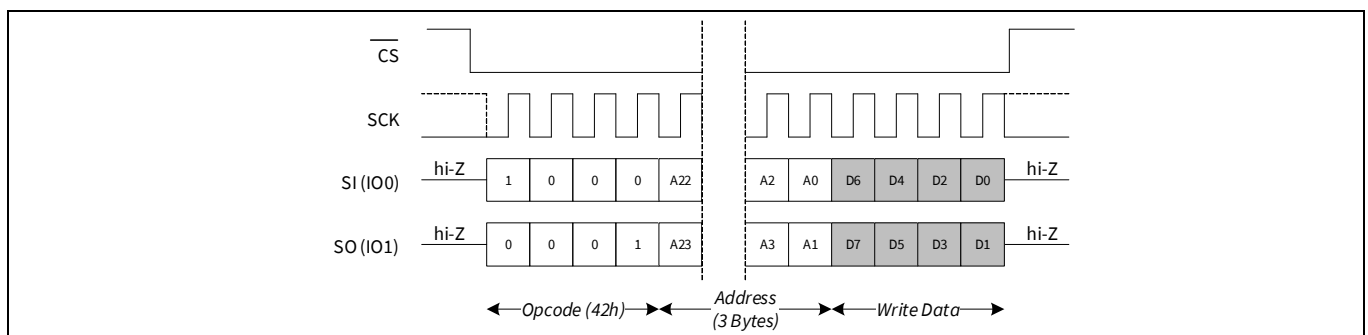 CS
SCK
hi-Z
SI (IO0)
1 0 0 0 A22 A2 A0 D6 D4 D2 D0
hi-Z
hi-Z
SO (IO1)
0 0 0 1 A23 A3 A1 D7 D5 D3 D1
hi-Z
Opcode (42h)
Address
(3 Bytes)
Write Data